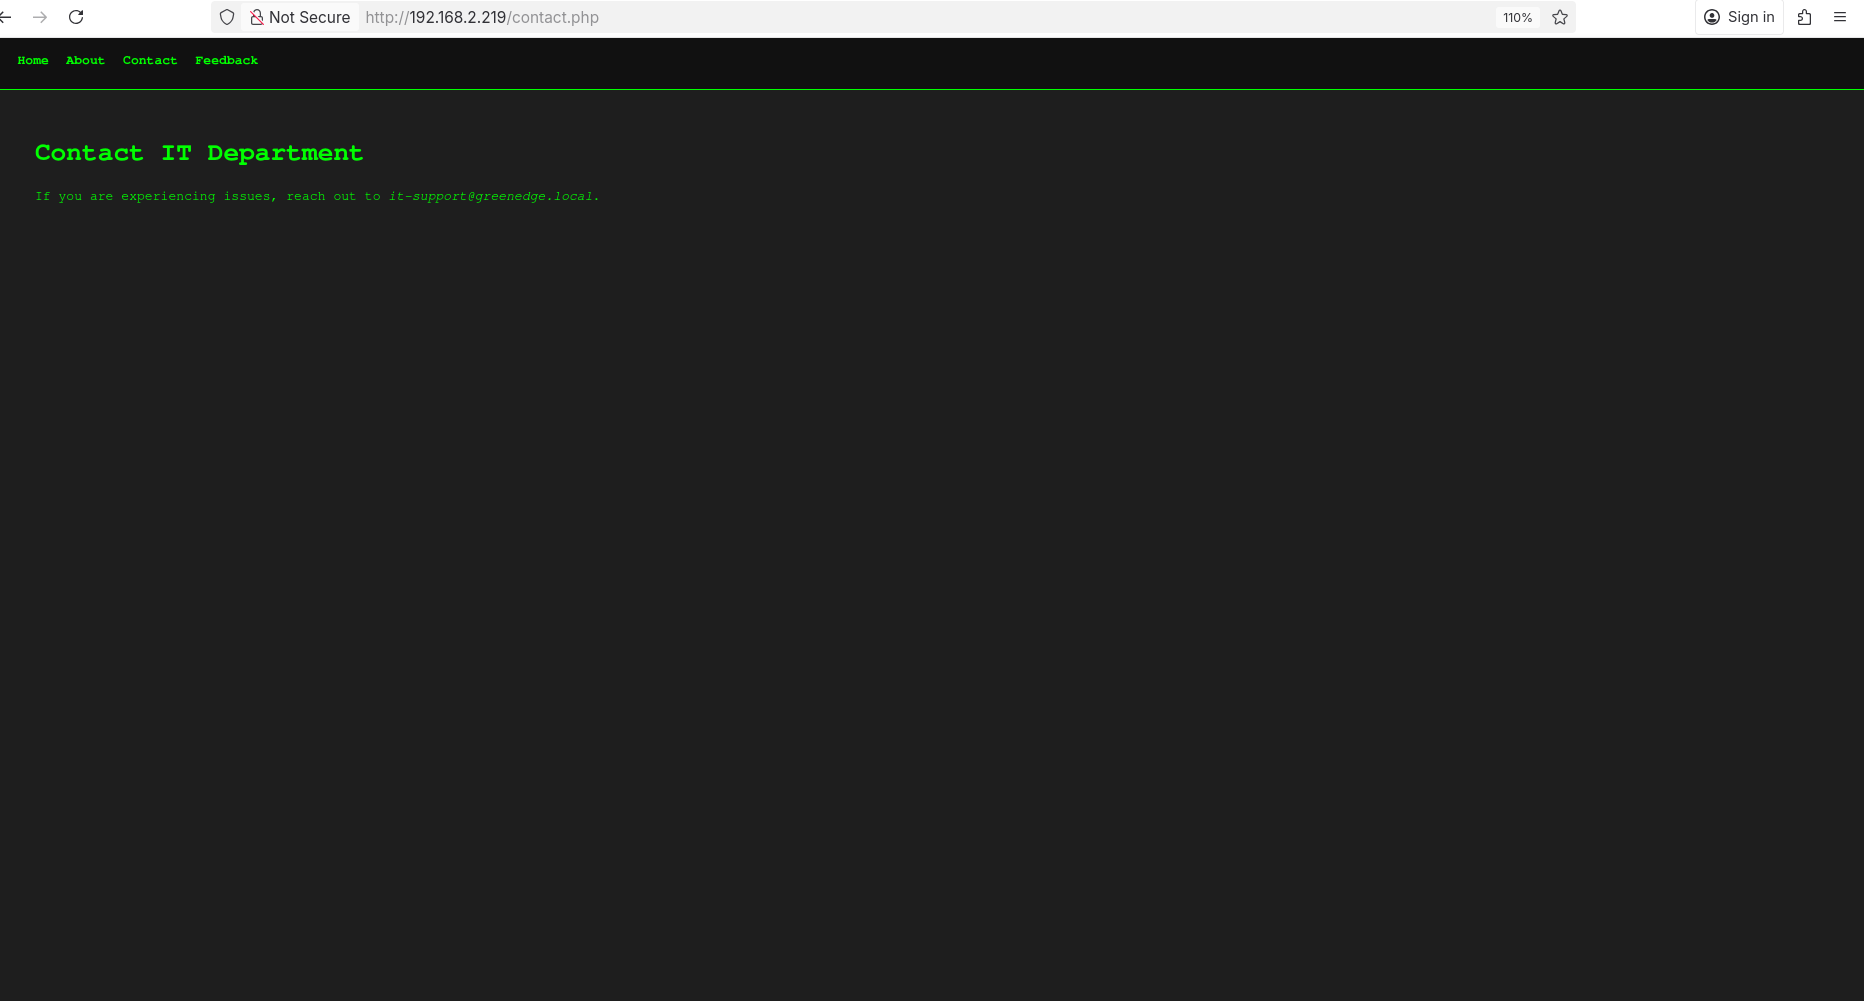 Not Secure http://192.168.2.219/contact.php 110% Sign in
Home About Contact Feedback
Contact IT Department
If you are experiencing issues, reach out to it-support@greenedge.local.